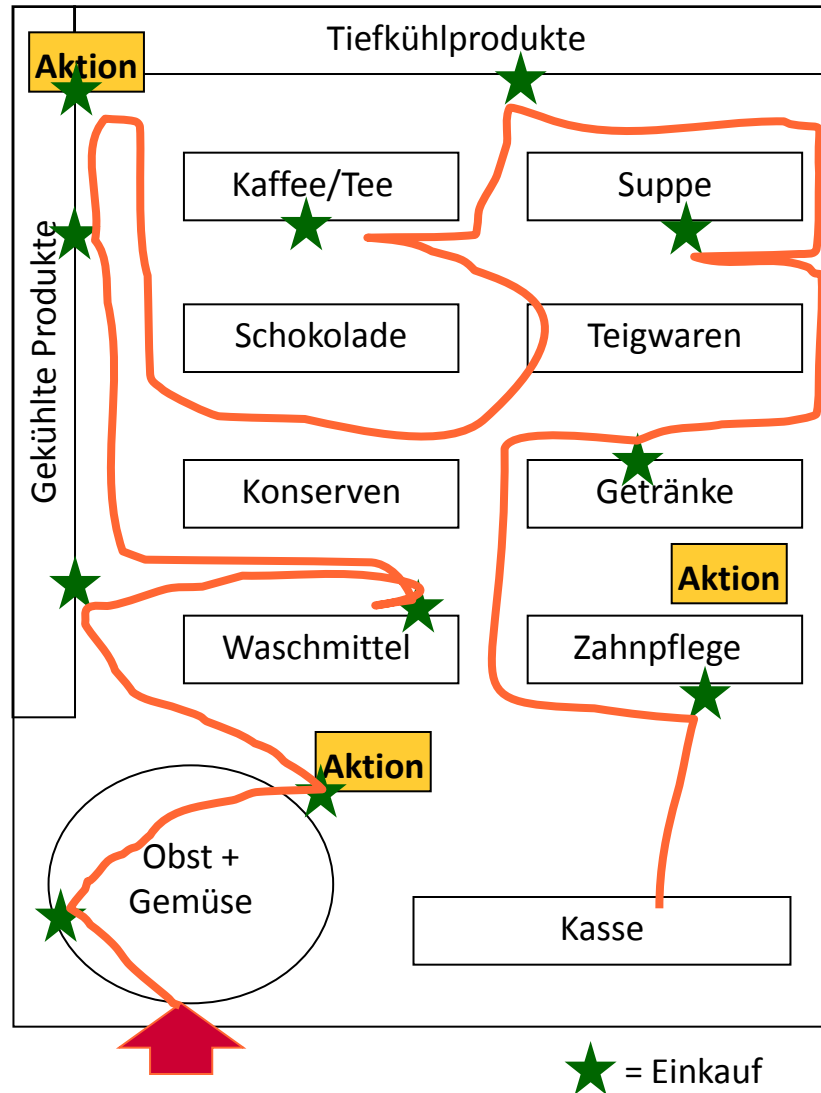 Tiefkühlprodukte
Aktion
Kaffee/Tee
Suppe
Gekühlte Produkte
Schokolade
Teigwaren
Konserven
Getränke
Aktion
Waschmittel
Zahnpflege
Aktion
Obst +
Gemüse
Kasse
= Einkauf